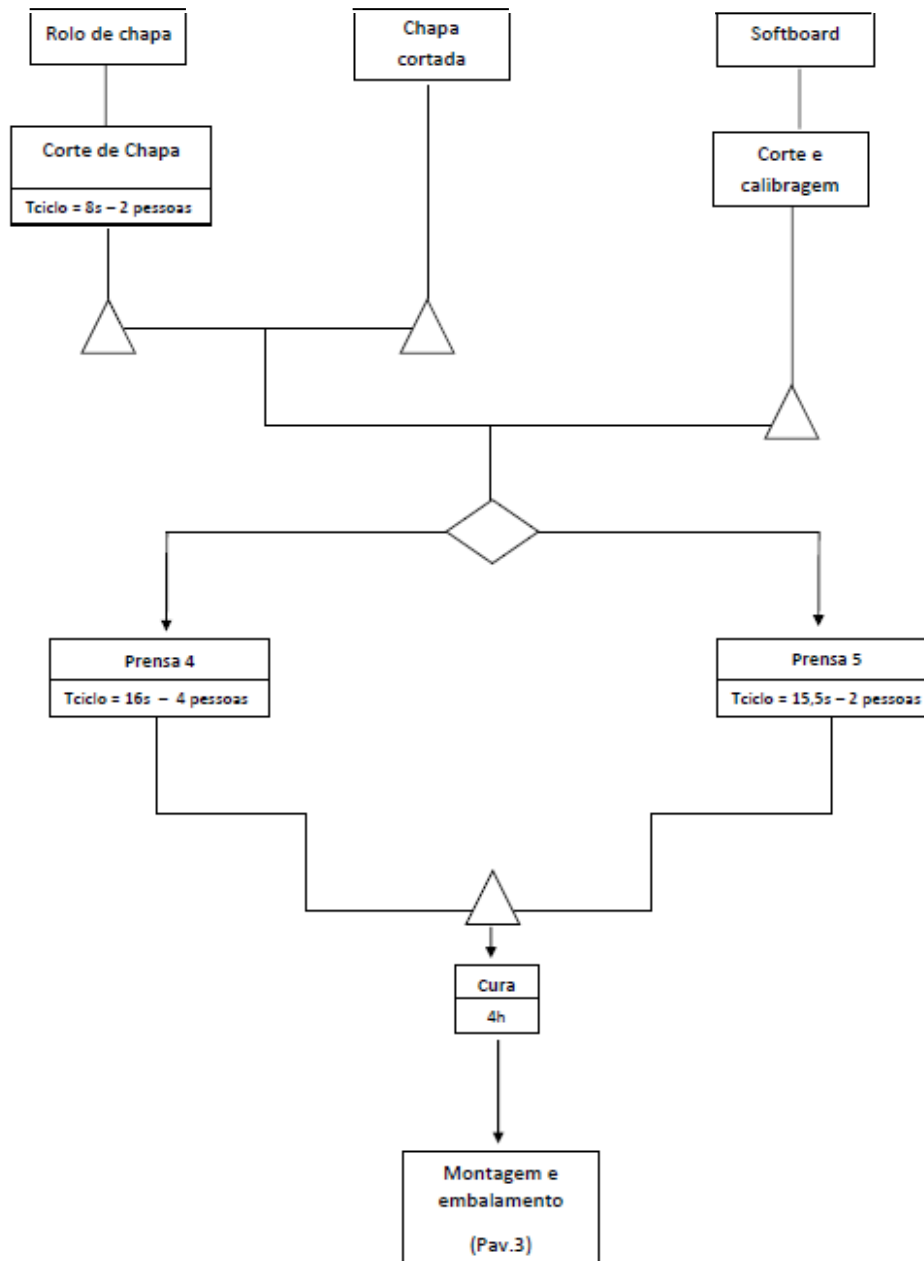 Rolo de chapa
Chapa
cortada
Softboard
Corte de Chapa
Tciclo = 8s – 2 pessoas
Corte e
calibragem
Prensa 4
Tciclo = 16s – 4 pessoas
Prensa 5
Tciclo = 15,5s – 2 pessoas
Cura
4h
Montagem e
embalamento
(Pav.3)